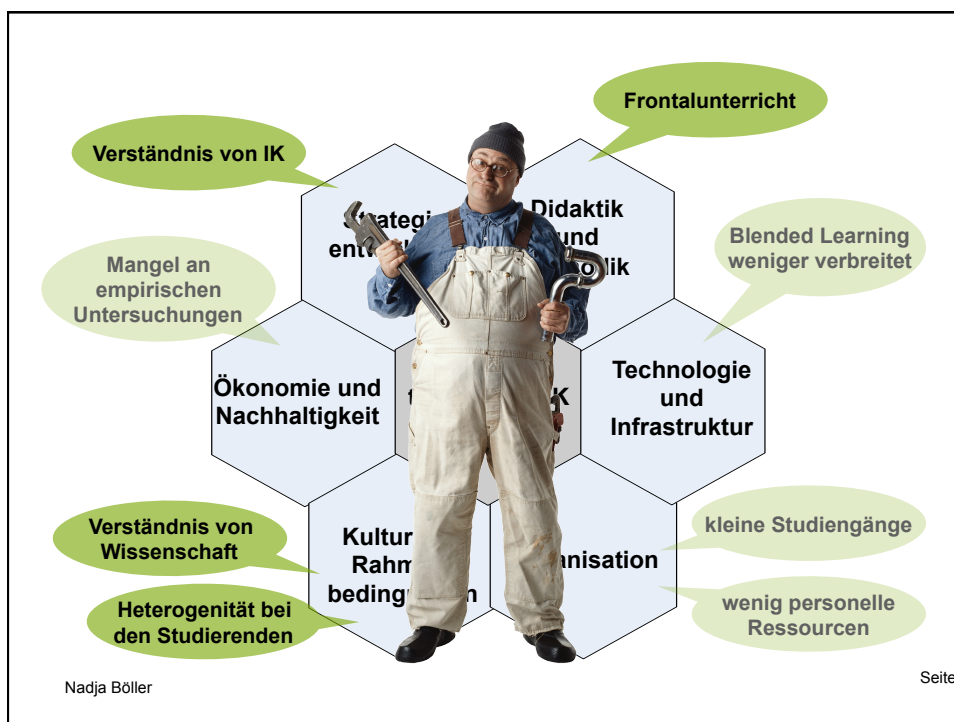 Frontalunterricht
Verständnis von IK
Didaktik
und
Blended Learning
weniger verbreitet
Mangel an
empirischen
Untersuchungen
Ökonomie und
Nachhaltigkeit
Technologie
und
Infrastruktur
Verständnis von
Wissenschaft
kleine Studiengänge
Heterogenität bei
den Studierenden
wenig personelle
Ressourcen
Nadja Böller
Seite